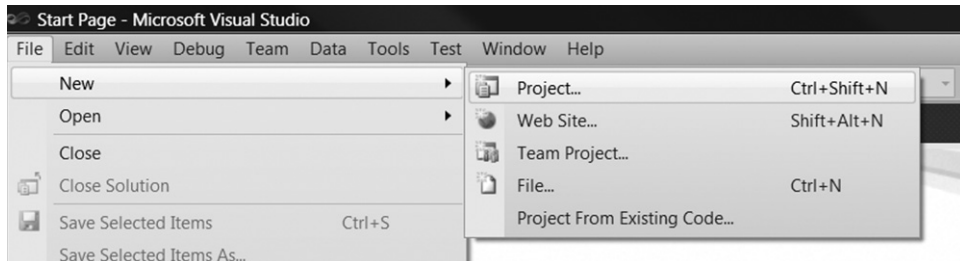 Start Page - Microsoft Visual Studio
File Edit View Debug Team Data Tools Test Window Help
New
Project... Ctrl+Shift+N
Open
Web Site... Shift+Alt+N
Close
Team Project...
Close Solution
File... Ctrl+N
Save Selected Items Ctrl+S
Project From Existing Code...
Save Selected Items As...